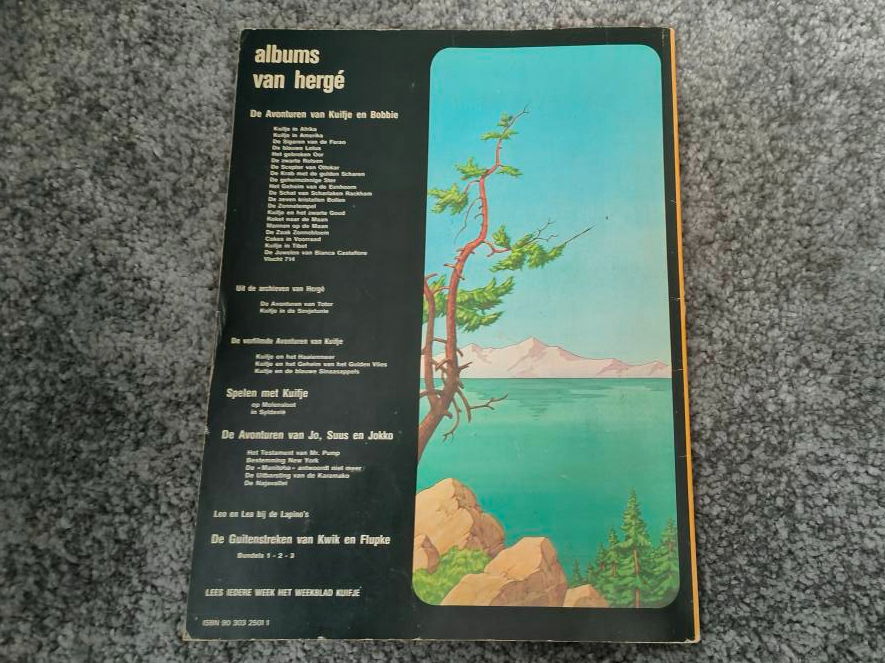 albums
van hergé
De Avonturen van Kuifje en Bobbie
Kuifje in Afrika
Kuifje in Amerika
De Sigaren van de Farao
De blauwe Lotus
Het gebroken Oor
De zwarte Rotsen
De Scepter van Ottokar
De Krab met de gulden Scharen
De geheimzinnige Ster
Het Geheim van de Eenhoorn
De Schat van Scharlaken Rackham
De zeven kristallen Bollen
De Zonnetempel
Kuifje en het zwarte Goud
Raket naar de Maan
Mannen op de Maan
De Zaak Zonnebloem
Cokes in Voorraad
Kuifje in Tibet
De Juwelen van Bianca Castafiore
Vlucht 714
Uit de archieven van Hergé
De Avonturen van Totor
Kuifje in de Sovjetunie
De verfilmde Avonturen van Kuifje
Kuifje en het Haaienmeer
Kuifje en het Geheim van het Gulden Vlies
Kuifje en de blauwe Sinaasappels
Spelen met Kuifje
op Molensloot
in Syldavië
De Avonturen van Jo, Suus en Jokko
Het Testament van Mr. Pump
Bestemming New York
De «Manitoba» antwoordt niet meer
De Uitbarsting van de Karamako
De Najavallei
Leo en Lea bij de Lapino's
De Guitenstreken van Kwik en Flupke
Bundels 1 - 2 - 3
LEES IEDERE WEEK HET WEEKBLAD KUIFJE
ISBN 90 303 2501 1